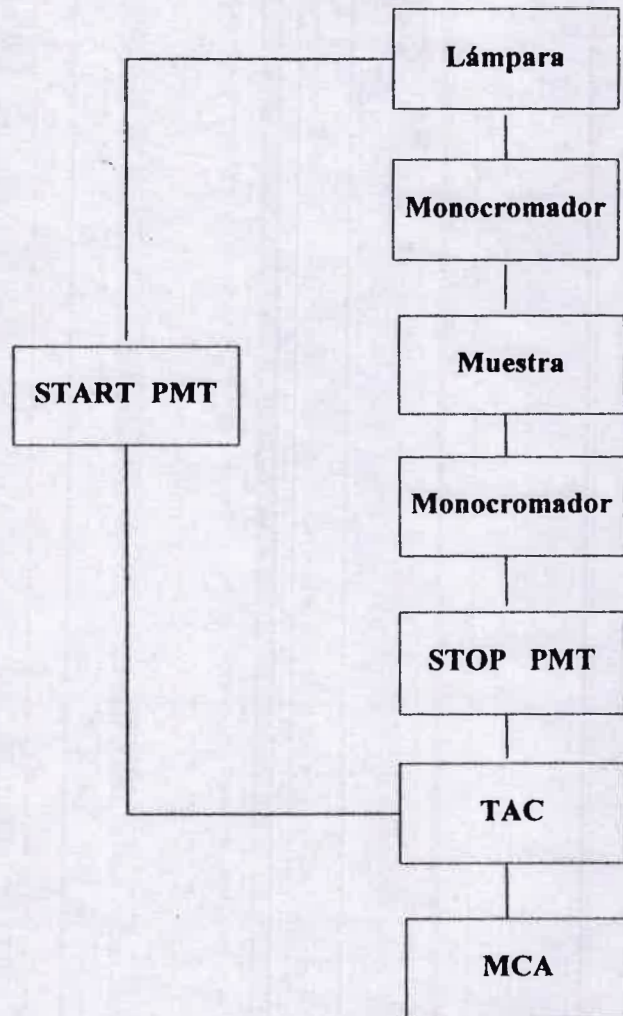 Lámpara
Monocromador
Muestra
START PMT
Monocromador
STOP PMT
TAC
MCA